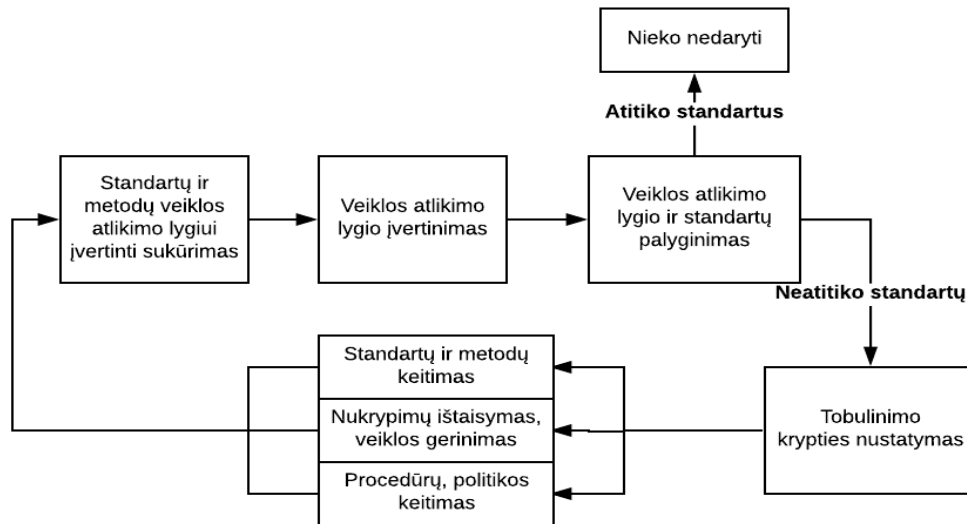 Nieko nedaryti
Atitiko standartus
Standartų ir
metodų veiklos
atlikimo lygiui
įvertinti sukūrimas
Veiklos atlikimo
lygio įvertinimas
Veiklos atlikimo
lygio ir standartų
palyginimas
Neatitiko standartų
Standartų ir metodų
keitimas
Nukrypimų ištaisymas,
veiklos gerinimas
Procedūrų, politikos
keitimas
Tobulinimo
krypties nustatymas